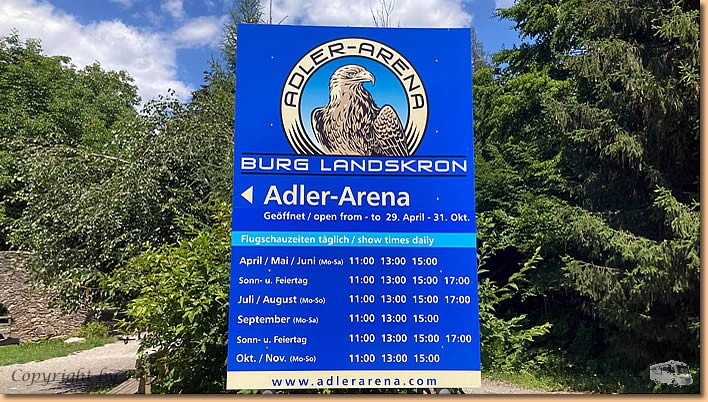 ADLER-ARENA
BURG LANDSKRON
Adler-Arena
Geöffnet / open from - to 29. April - 31. Okt.
Flugschauzeiten täglich / show times daily
April / Mai / Juni (Mo-Sa) 11:00 13:00 15:00
Sonn- u. Feiertag 11:00 13:00 15:00 17:00
Juli / August (Mo-So) 11:00 13:00 15:00 17:00
September (Mo-Sa) 11:00 13:00 15:00
Sonn- u. Feiertag 11:00 13:00 15:00 17:00
Okt. / Nov. (Mo-So) 11:00 13:00 15:00
www.adlerarena.com
Copyright by